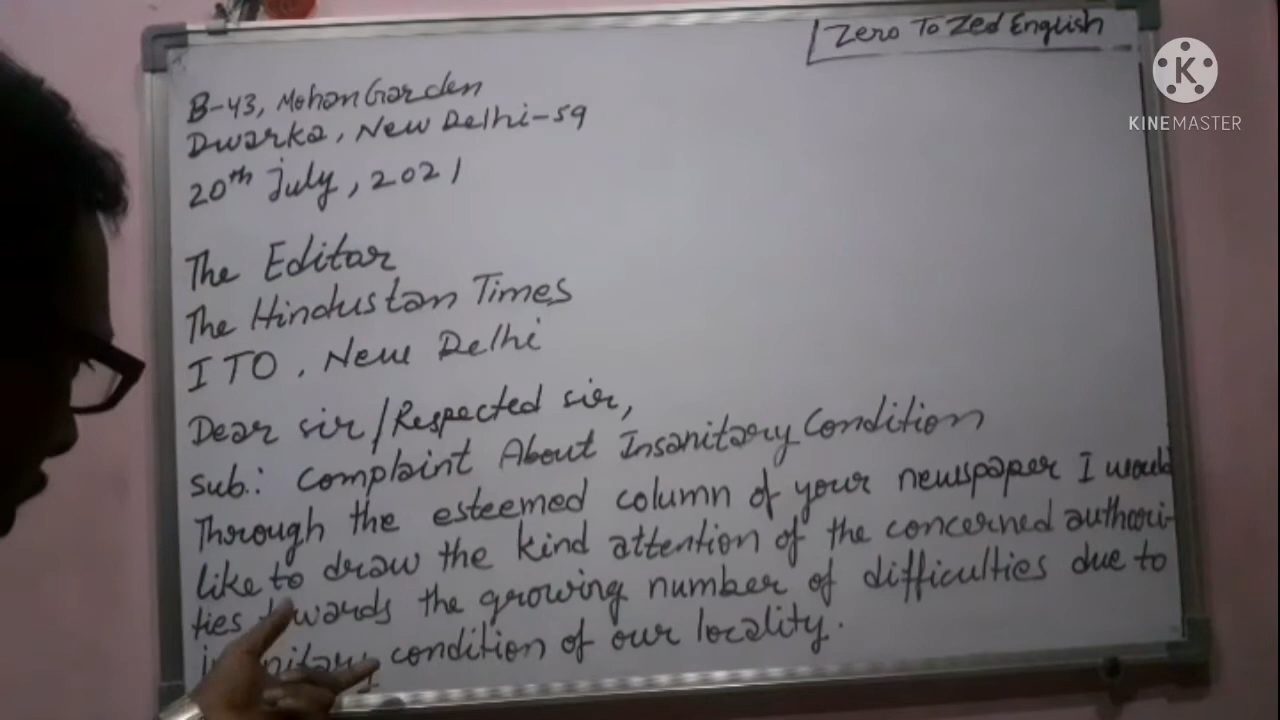 Zero To Zed English
KINEMASTER
B-43, Mohan Garden
Dwarka, New Delhi-59
20th July, 2021
The Editor
The Hindustan Times
ITO, New Delhi
Dear sir/Respected sir,
Sub.: Complaint About Insanitary Condition
Through the esteemed column of your newspaper I would
like to draw the kind attention of the concerned authori-
ties towards the growing number of difficulties due to
insanitary condition of our locality.